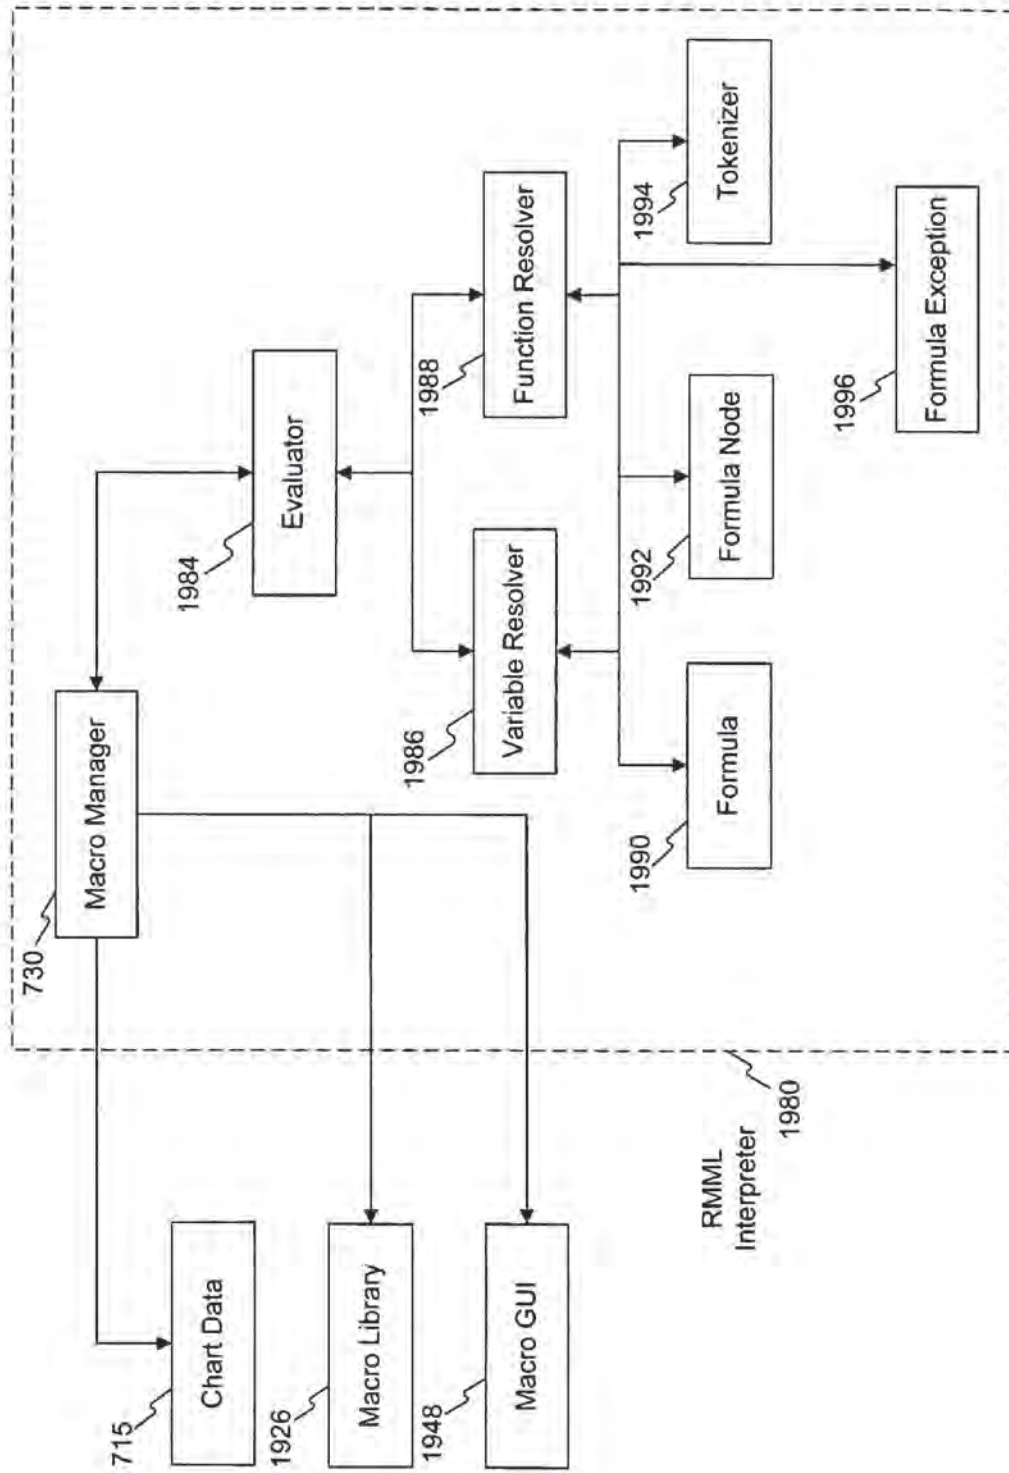 730
Macro Manager
1984
Evaluator
715
Chart Data
1926
Macro Library
1948
Macro GUI
1986
Variable Resolver
1988
Function Resolver
1990
Formula
1992
Formula Node
1994
Tokenizer
1996
Formula Exception
RMML
Interpreter
1980